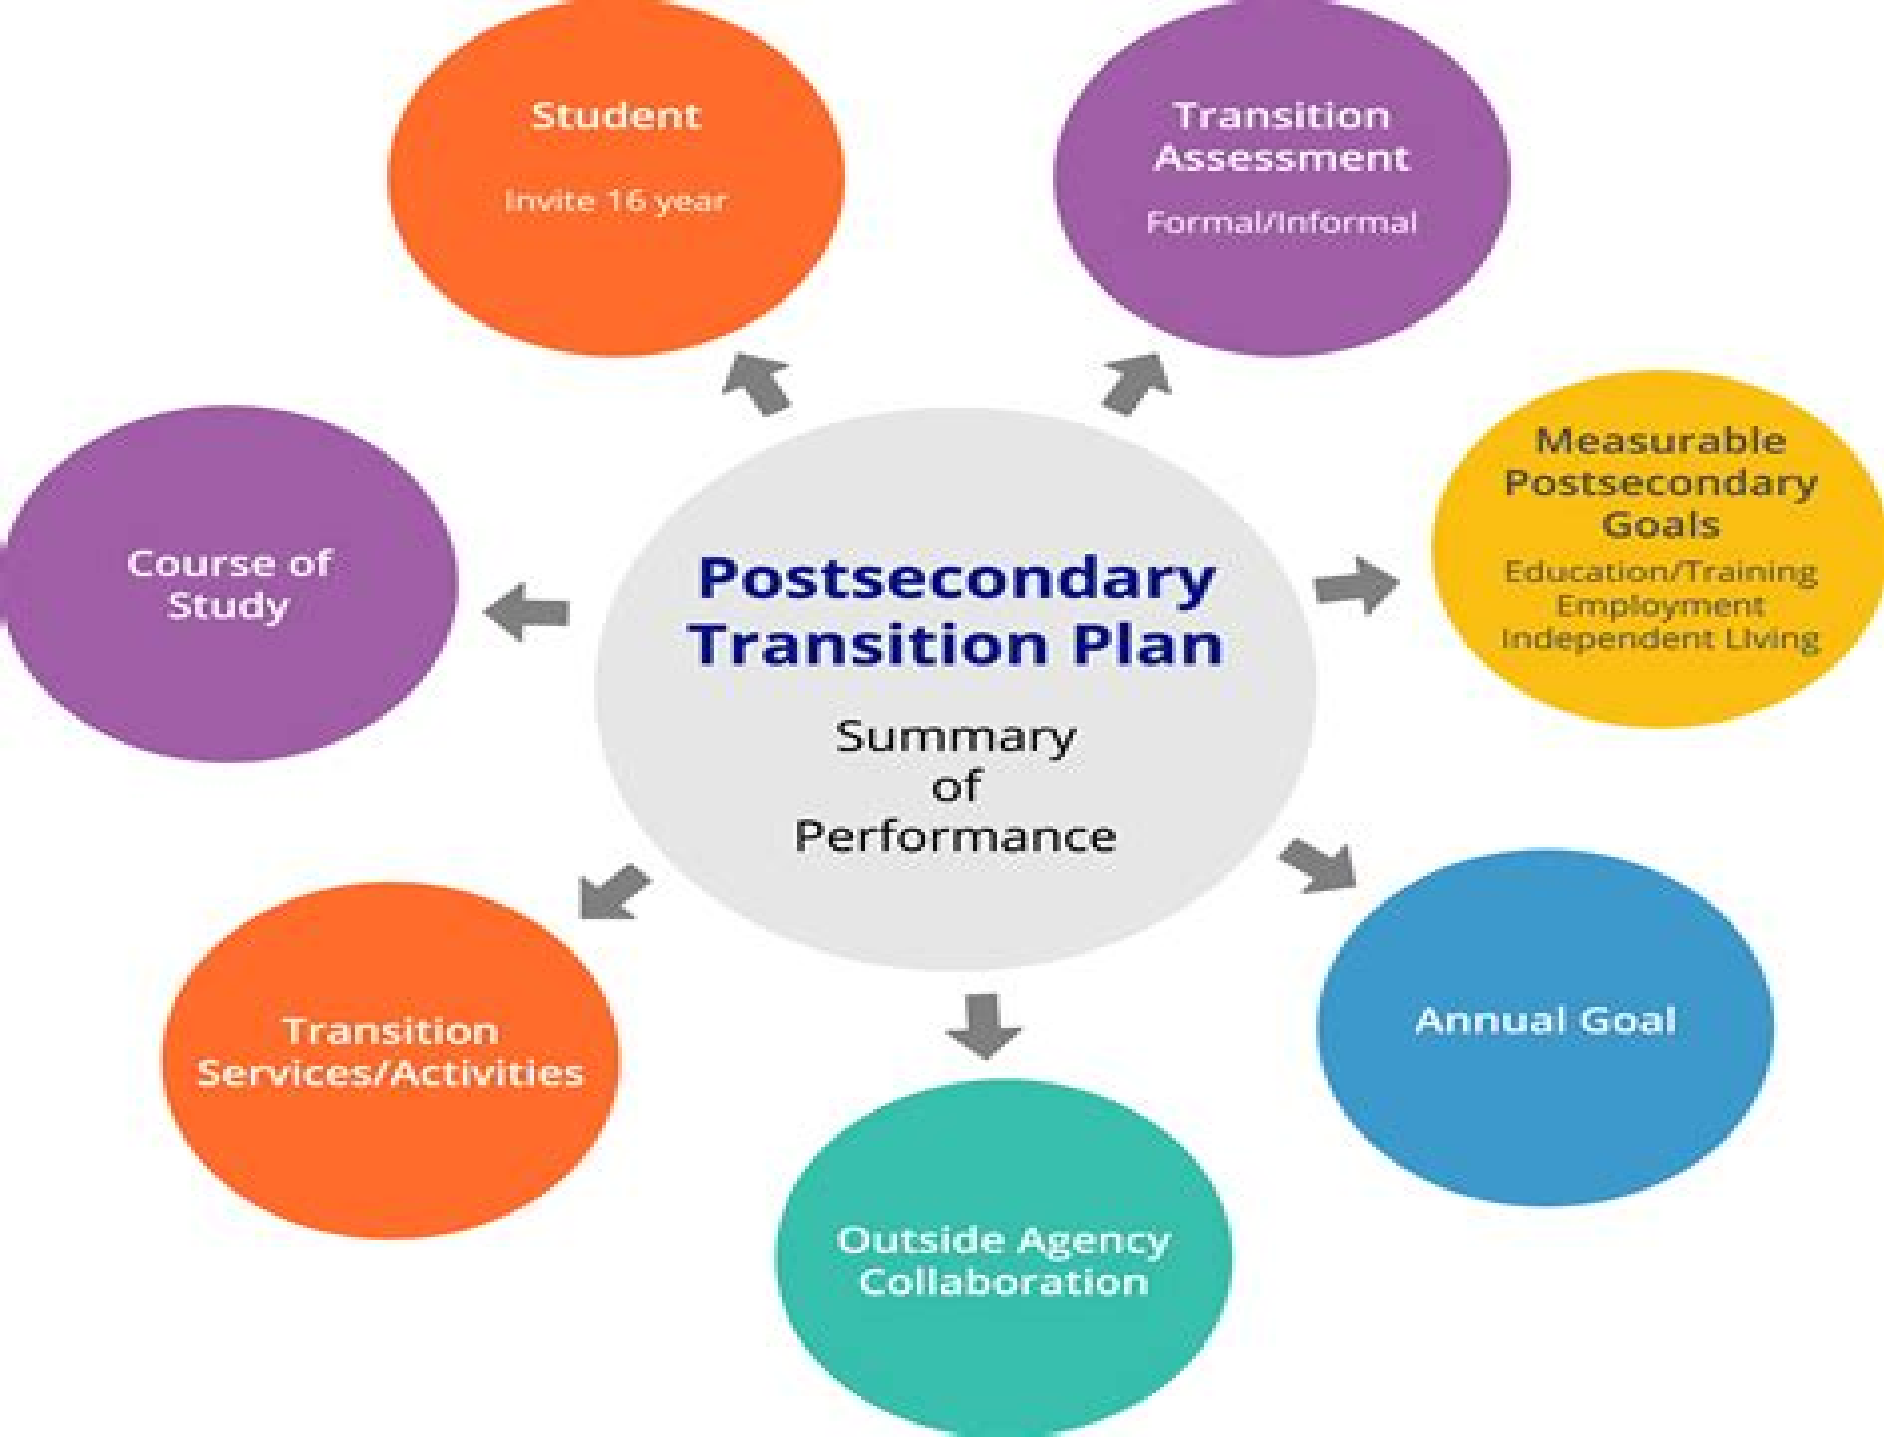 Student
Invite 16 year
Transition
Assessment
Formal/Informal
Measurable
Postsecondary
Goals
Education/Training
Employment
Independent LIving
Course of
Study
Postsecondary
Transition Plan
Summary
of
Performance
Annual Goal
Transition
Services/Activities
Outside Agency
Collaboration